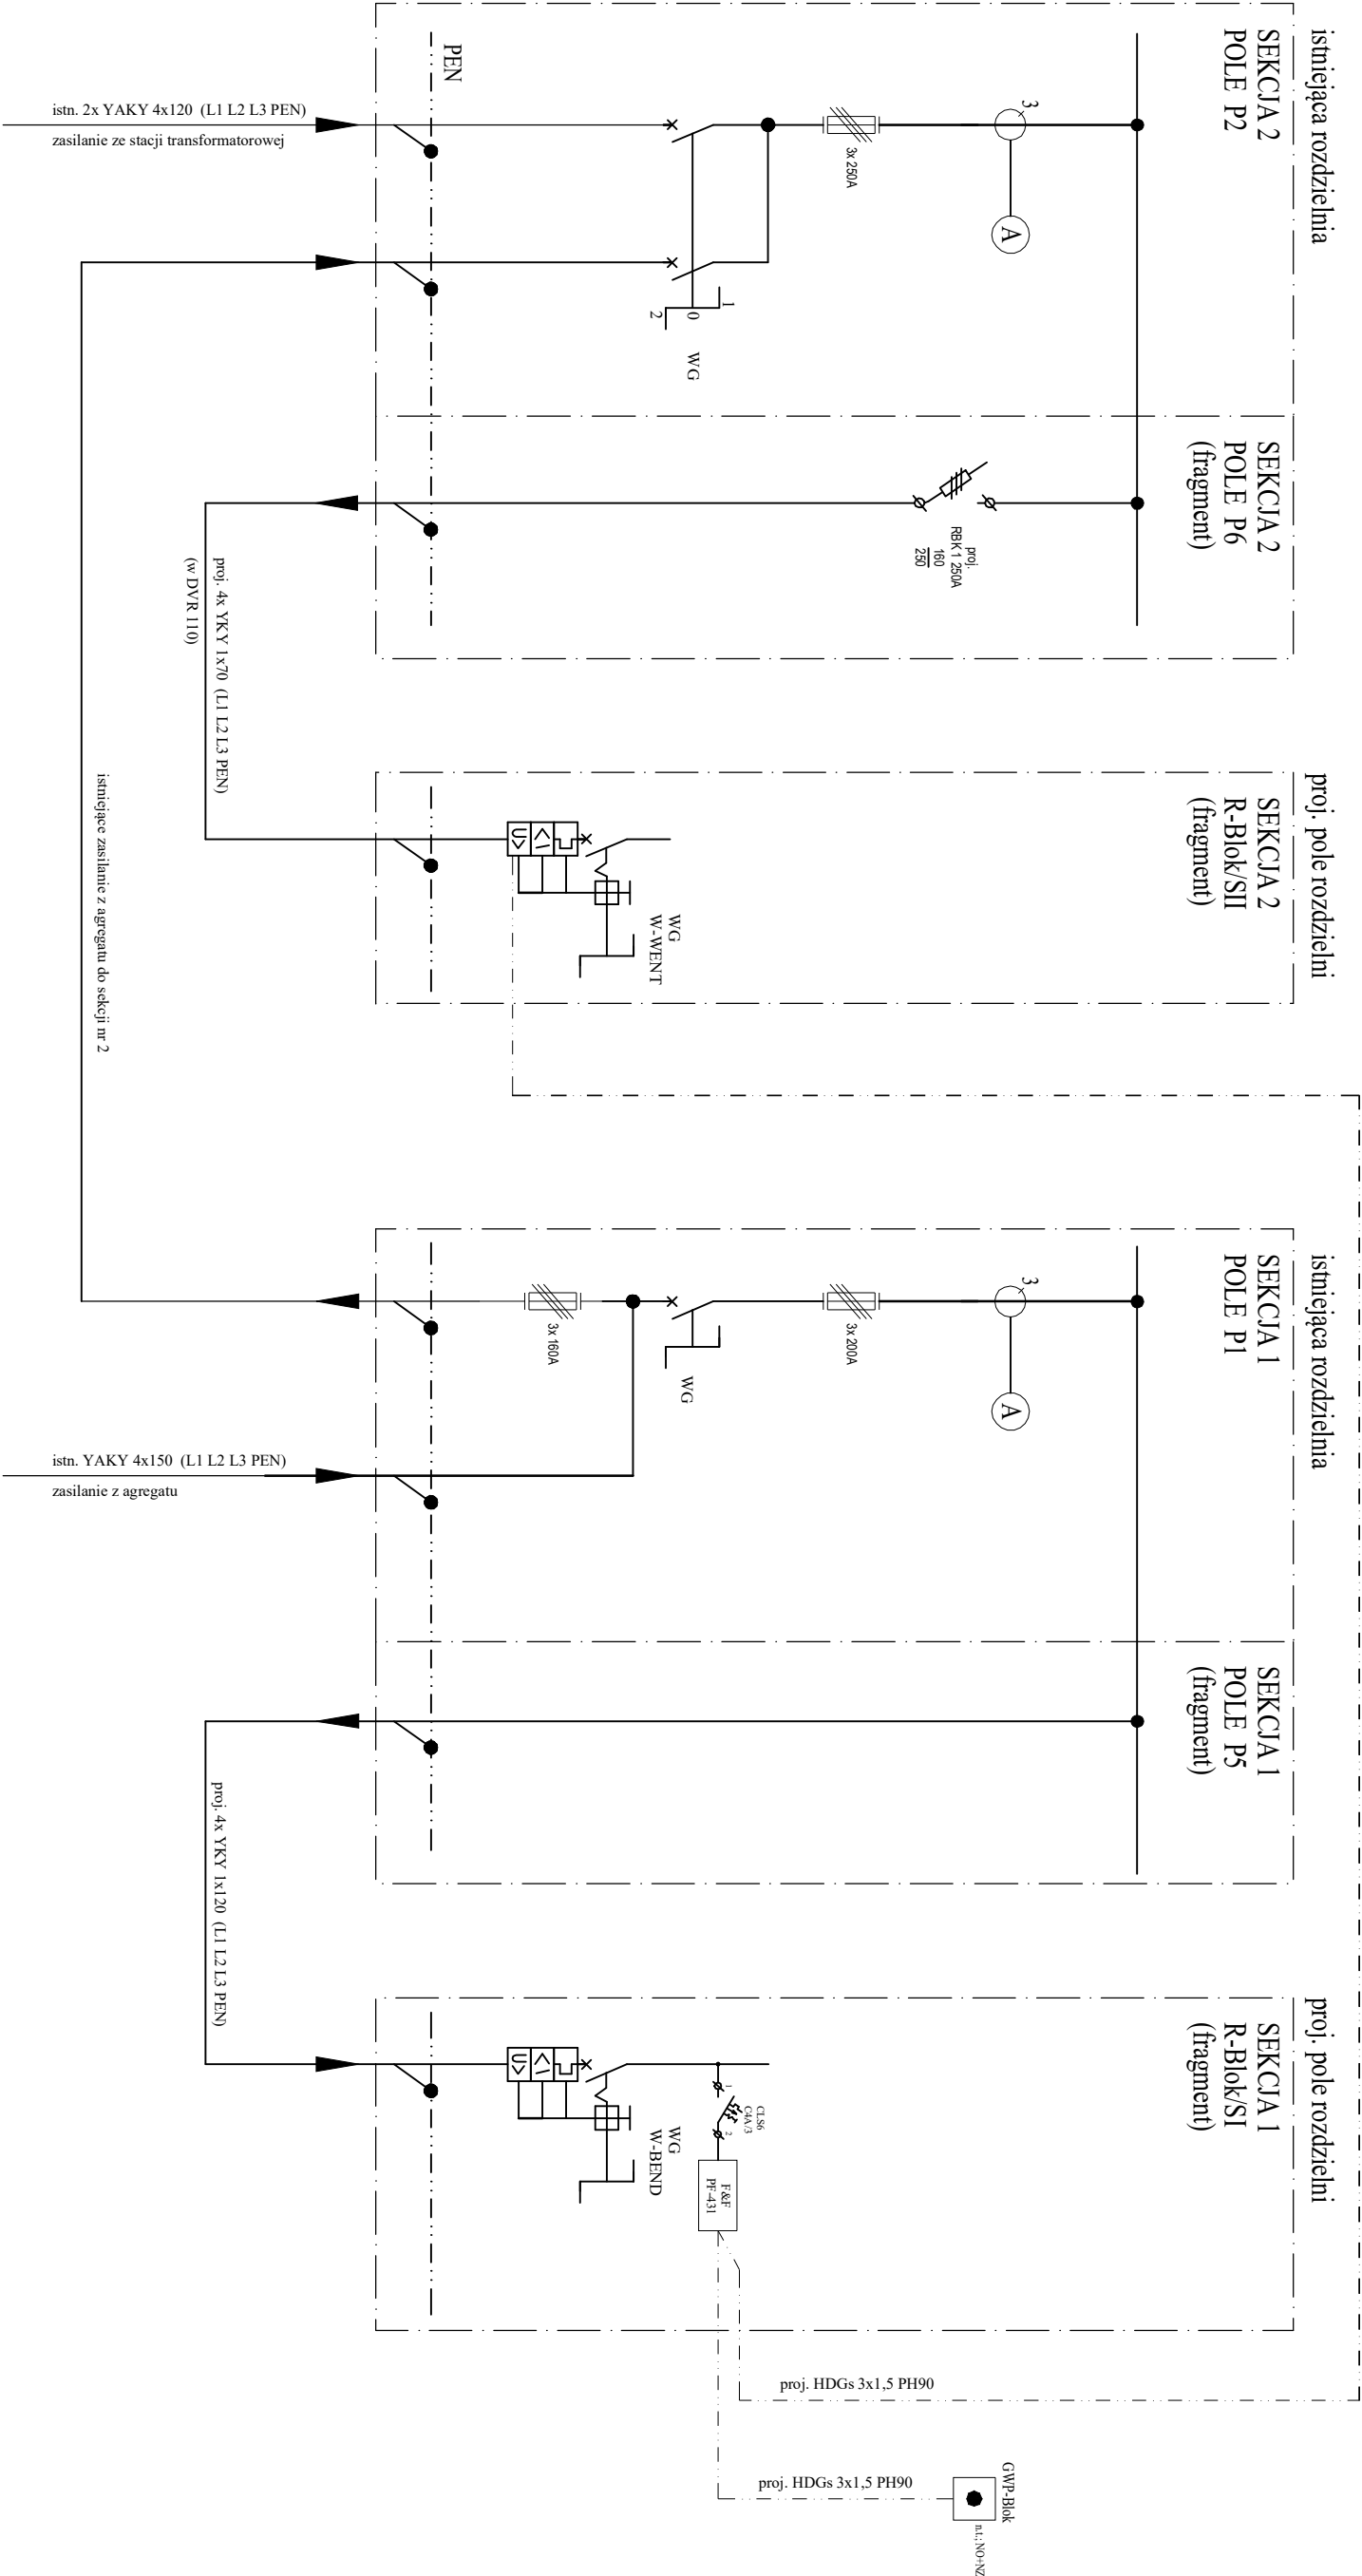 istniejąca rozdzielnia
SEKCJA 2
POLE P2
PEN
istn. 2x YAKY 4x120 (L1 L2 L3 PEN)
zasilanie ze stacji transformatorowej
3
A
3x 250A
1
0
2
WG
SEKCJA 2
POLE P6
(fragment)
proj.
RBK 1 250A
160
250
proj. 4x YKY 1x70 (L1 L2 L3 PEN)
(w DVR 110)
istniejące zasilanie z agregatu do sekcji nr 2
proj. pole rozdzielni
SEKCJA 2
R-Blok/SII
(fragment)
U>
WG
W-WENT
istniejąca rozdzielnia
SEKCJA 1
POLE P1
3
A
3x 200A
WG
3x 160A
istn. YAKY 4x150 (L1 L2 L3 PEN)
zasilanie z agregatu
SEKCJA 1
POLE P5
(fragment)
proj. 4x YKY 1x120 (L1 L2 L3 PEN)
proj. pole rozdzielni
SEKCJA 1
R-Blok/SI
(fragment)
U>
WG
W-BEND
1
CLS6
C4A/3
2
F&F
PF-431
proj. HDGs 3x1,5 PH90
proj. HDGs 3x1,5 PH90
GWP-Blok
n.t.; NO+NZ